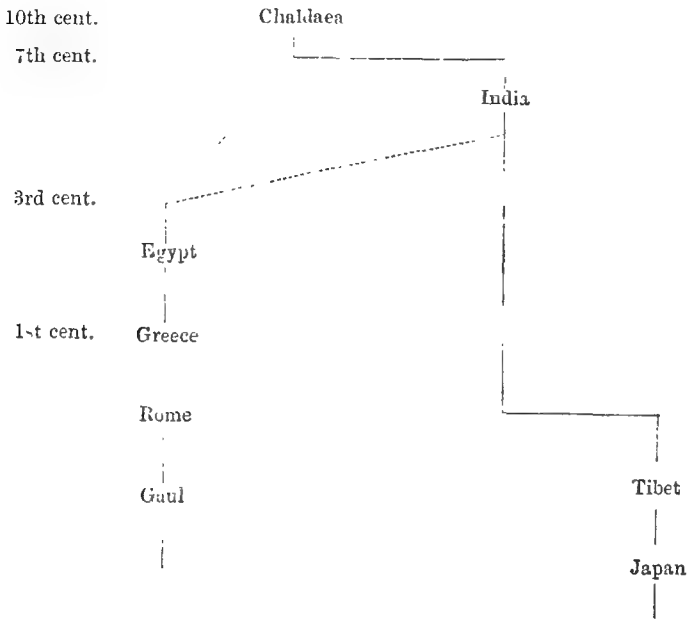 10th cent. Chaldaea
7th cent.
India
3rd cent.
Egypt
1st cent. Greece
Rome
Gaul
Tibet
Japan